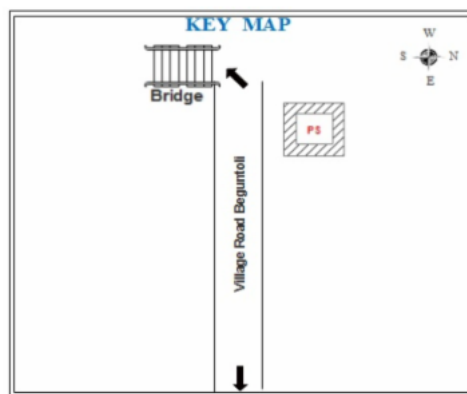 KEY MAP
W
S N
E
Bridge
PS
Village Road Beguntoli